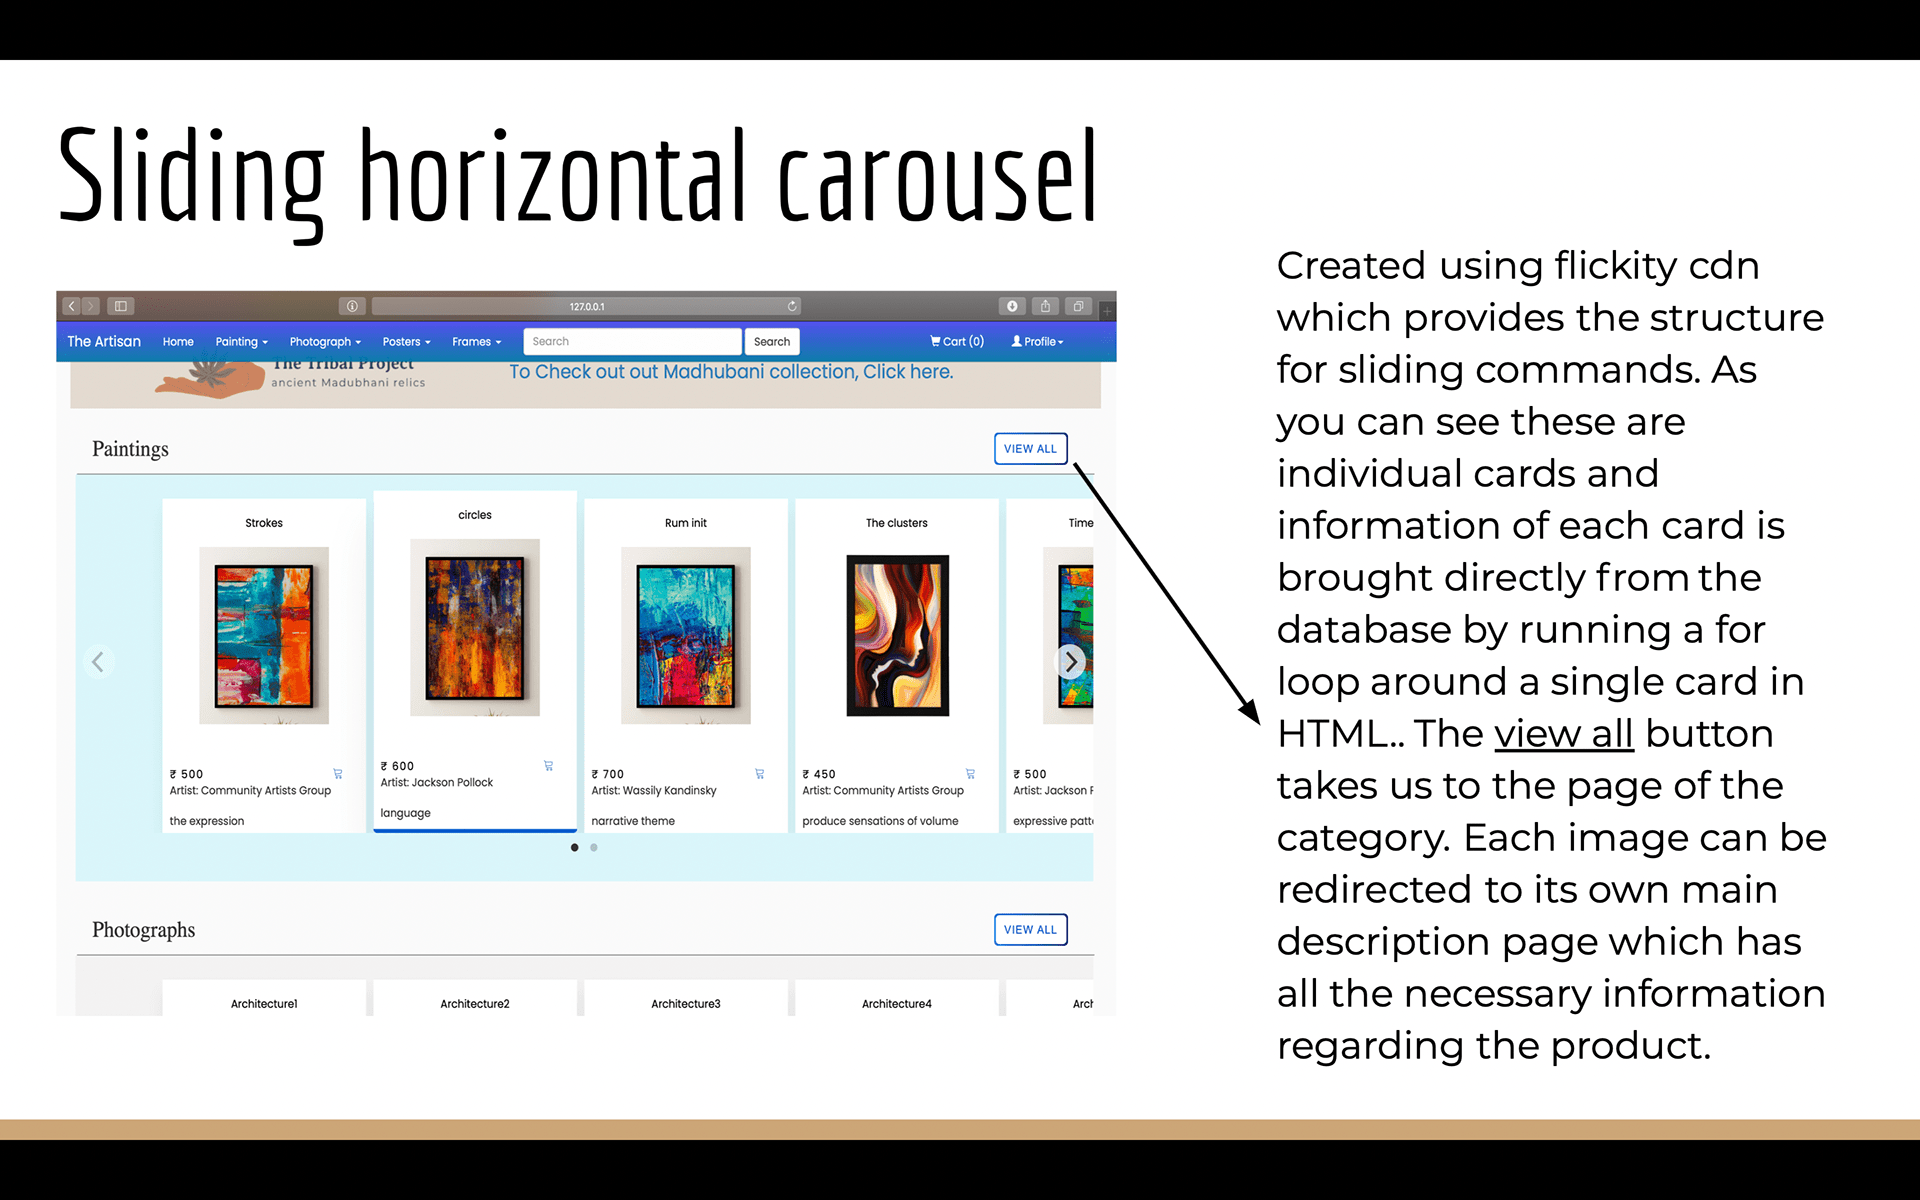 Sliding horizontal carousel
127.0.0.1
The Artisan Home Painting Photograph Posters Frames Search Search Cart (0) Profile
The Tribal Project
ancient Madubhani relics
To Check out out Madhubani collection, Click here.
Paintings VIEW ALL
Strokes
₹ 500
Artist: Community Artists Group
the expression
circles
₹ 600
Artist: Jackson Pollock
language
Rum init
₹ 700
Artist: Wassily Kandinsky
narrative theme
The clusters
₹ 450
Artist: Community Artists Group
produce sensations of volume
Time
₹ 500
Artist: Jackson P
expressive patt
Photographs VIEW ALL
Architecture1 Architecture2 Architecture3 Architecture4 Arch
Created using flickity cdn
which provides the structure
for sliding commands. As
you can see these are
individual cards and
information of each card is
brought directly from the
database by running a for
loop around a single card in
HTML.. The view all button
takes us to the page of the
category. Each image can be
redirected to its own main
description page which has
all the necessary information
regarding the product.